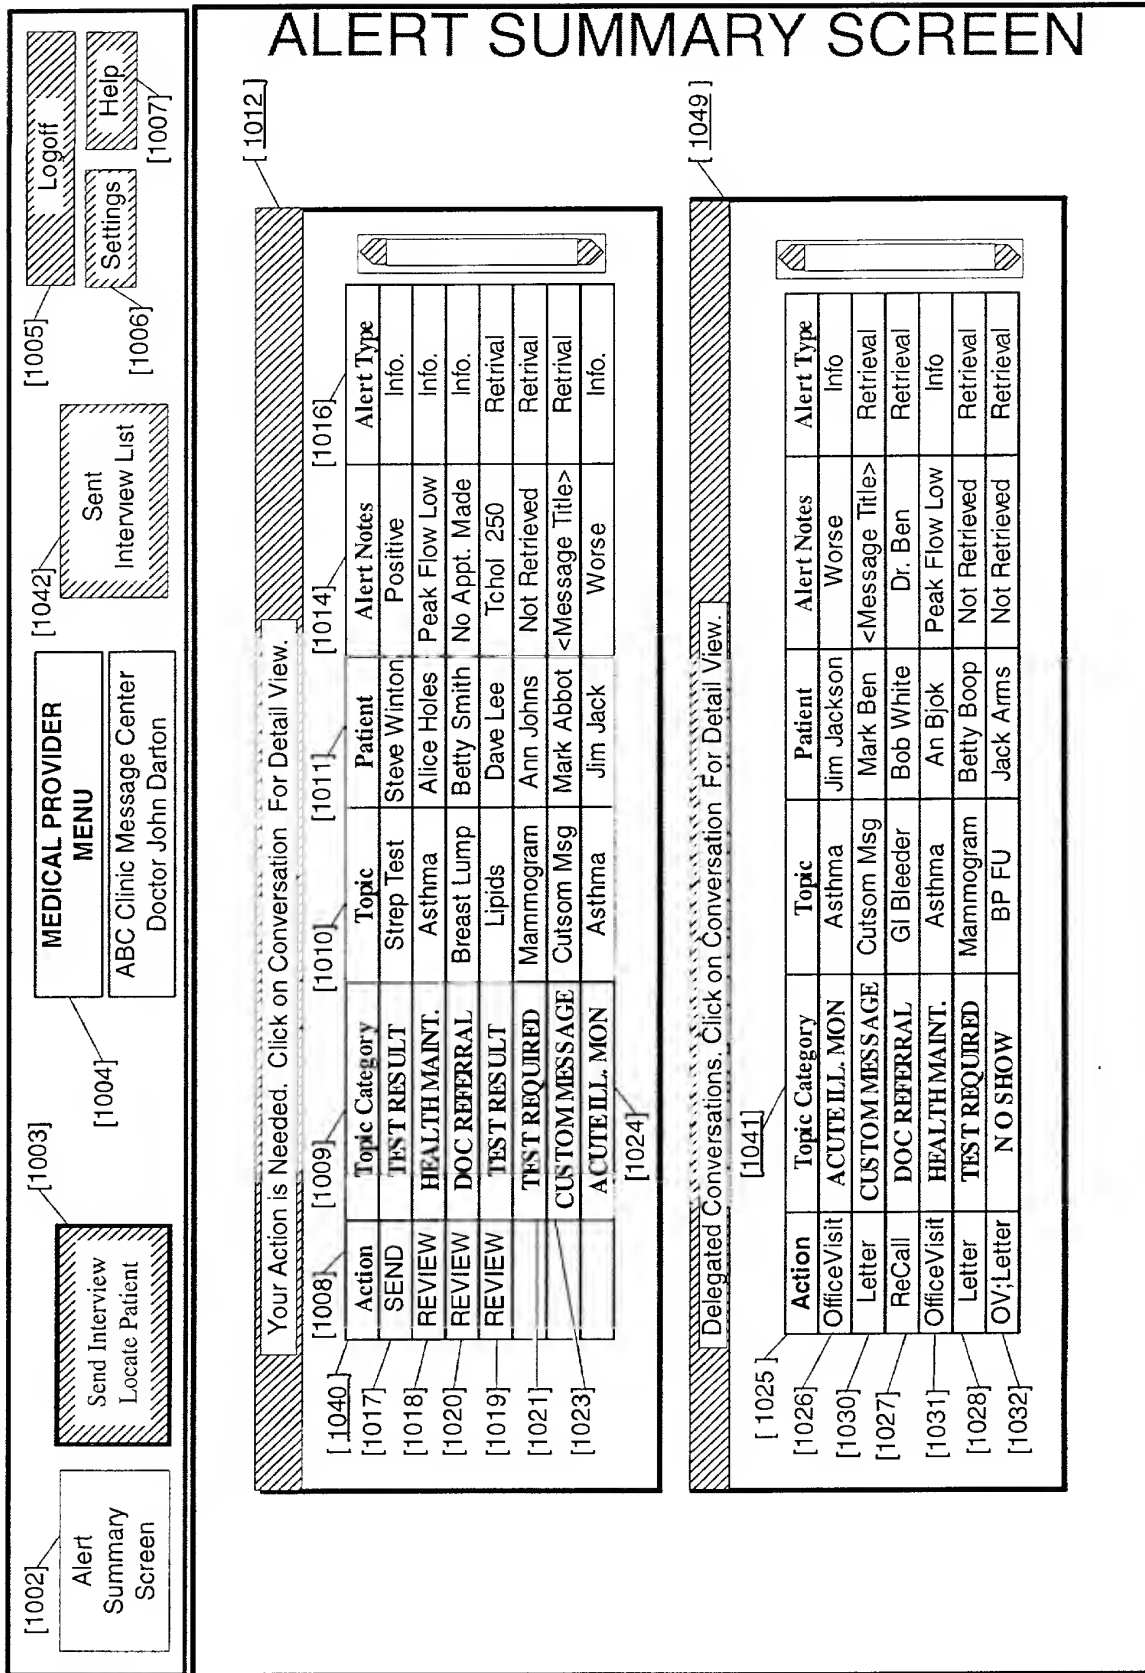 ALERT SUMMARY SCREEN
[1002]
Alert
Summary
Screen
[1003]
Send Interview
Locate Patient
[1004]
MEDICAL PROVIDER
MENU
ABC Clinic Message Center
Doctor John Darton
[1042]
Sent
Interview List
[1005]
Logoff
Settings
Help
[1006]
[1007]
Your Action is Needed. Click on Conversation For Detail View.
[1012]
[1040]
[1008]
[1009]
[1010]
[1011]
[1014]
[1016]
Action Topic Category Topic Patient Alert Notes Alert Type
[1017] SEND TEST RESULT Strep Test Steve Winton Positive Info.
[1018] REVIEW HEALTH MAINT. Asthma Alice Holes Peak Flow Low Info.
[1020] REVIEW DOC REFERRAL Breast Lump Betty Smith No Appt. Made Info.
[1019] REVIEW TEST RESULT Lipids Dave Lee Tchol 250 Retrival
[1021] TEST REQUIRED Mammogram Ann Johns Not Retrieved Retrival
[1023] CUSTOM MESSAGE Cutsom Msg Mark Abbot <Message Title> Retrival
ACUTE ILL. MON Asthma Jim Jack Worse Info.
[1024]
Delegated Conversations. Click on Conversation For Detail View.
[1049]
[1025]
[1041]
Action Topic Category Topic Patient Alert Notes Alert Type
[1026] OfficeVisit ACUTE ILL. MON Asthma Jim Jackson Worse Info
[1030] Letter CUSTOM MESSAGE Cutsom Msg Mark Ben <Message Title> Retrieval
[1027] ReCall DOC REFERRAL GI Bleeder Bob White Dr. Ben Retrieval
[1031] OfficeVisit HEALTH MAINT. Asthma An Bjok Peak Flow Low Info
[1028] Letter TEST REQUIRED Mammogram Betty Boop Not Retrieved Retrieval
[1032] OV;Letter NO SHOW BP FU Jack Arms Not Retrieved Retrieval